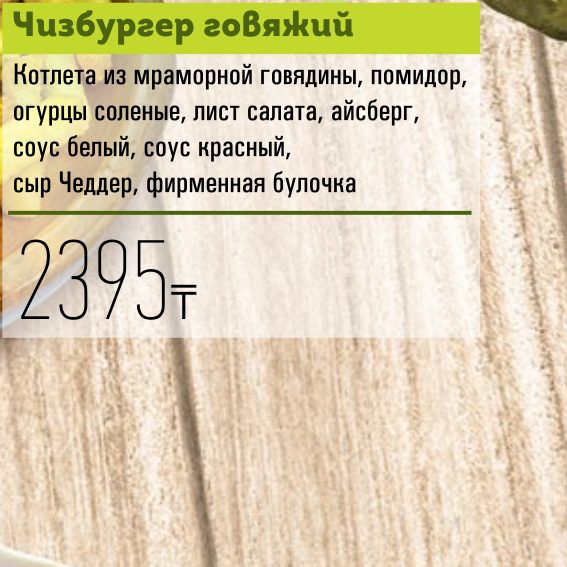 Чизбургер говяжий
Котлета из мраморной говядины, помидор,
огурцы соленые, лист салата, айсберг,
соус белый, соус красный,
сыр Чеддер, фирменная булочка
2395₸